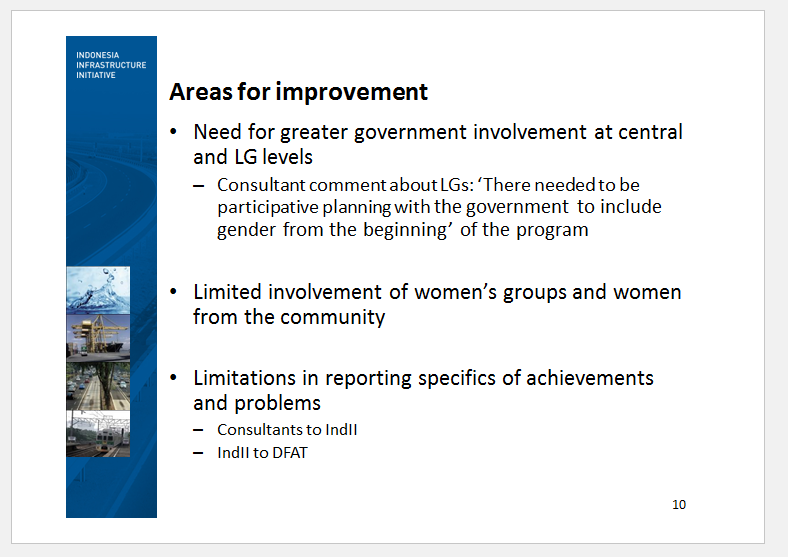 INDONESIA
INFRASTRUCTURE
INITIATIVE
Areas for improvement
• Need for greater government involvement at central
and LG levels
– Consultant comment about LGs: ‘There needed to be
participative planning with the government to include
gender from the beginning’ of the program
• Limited involvement of women’s groups and women
from the community
• Limitations in reporting specifics of achievements
and problems
– Consultants to IndII
– IndII to DFAT
10